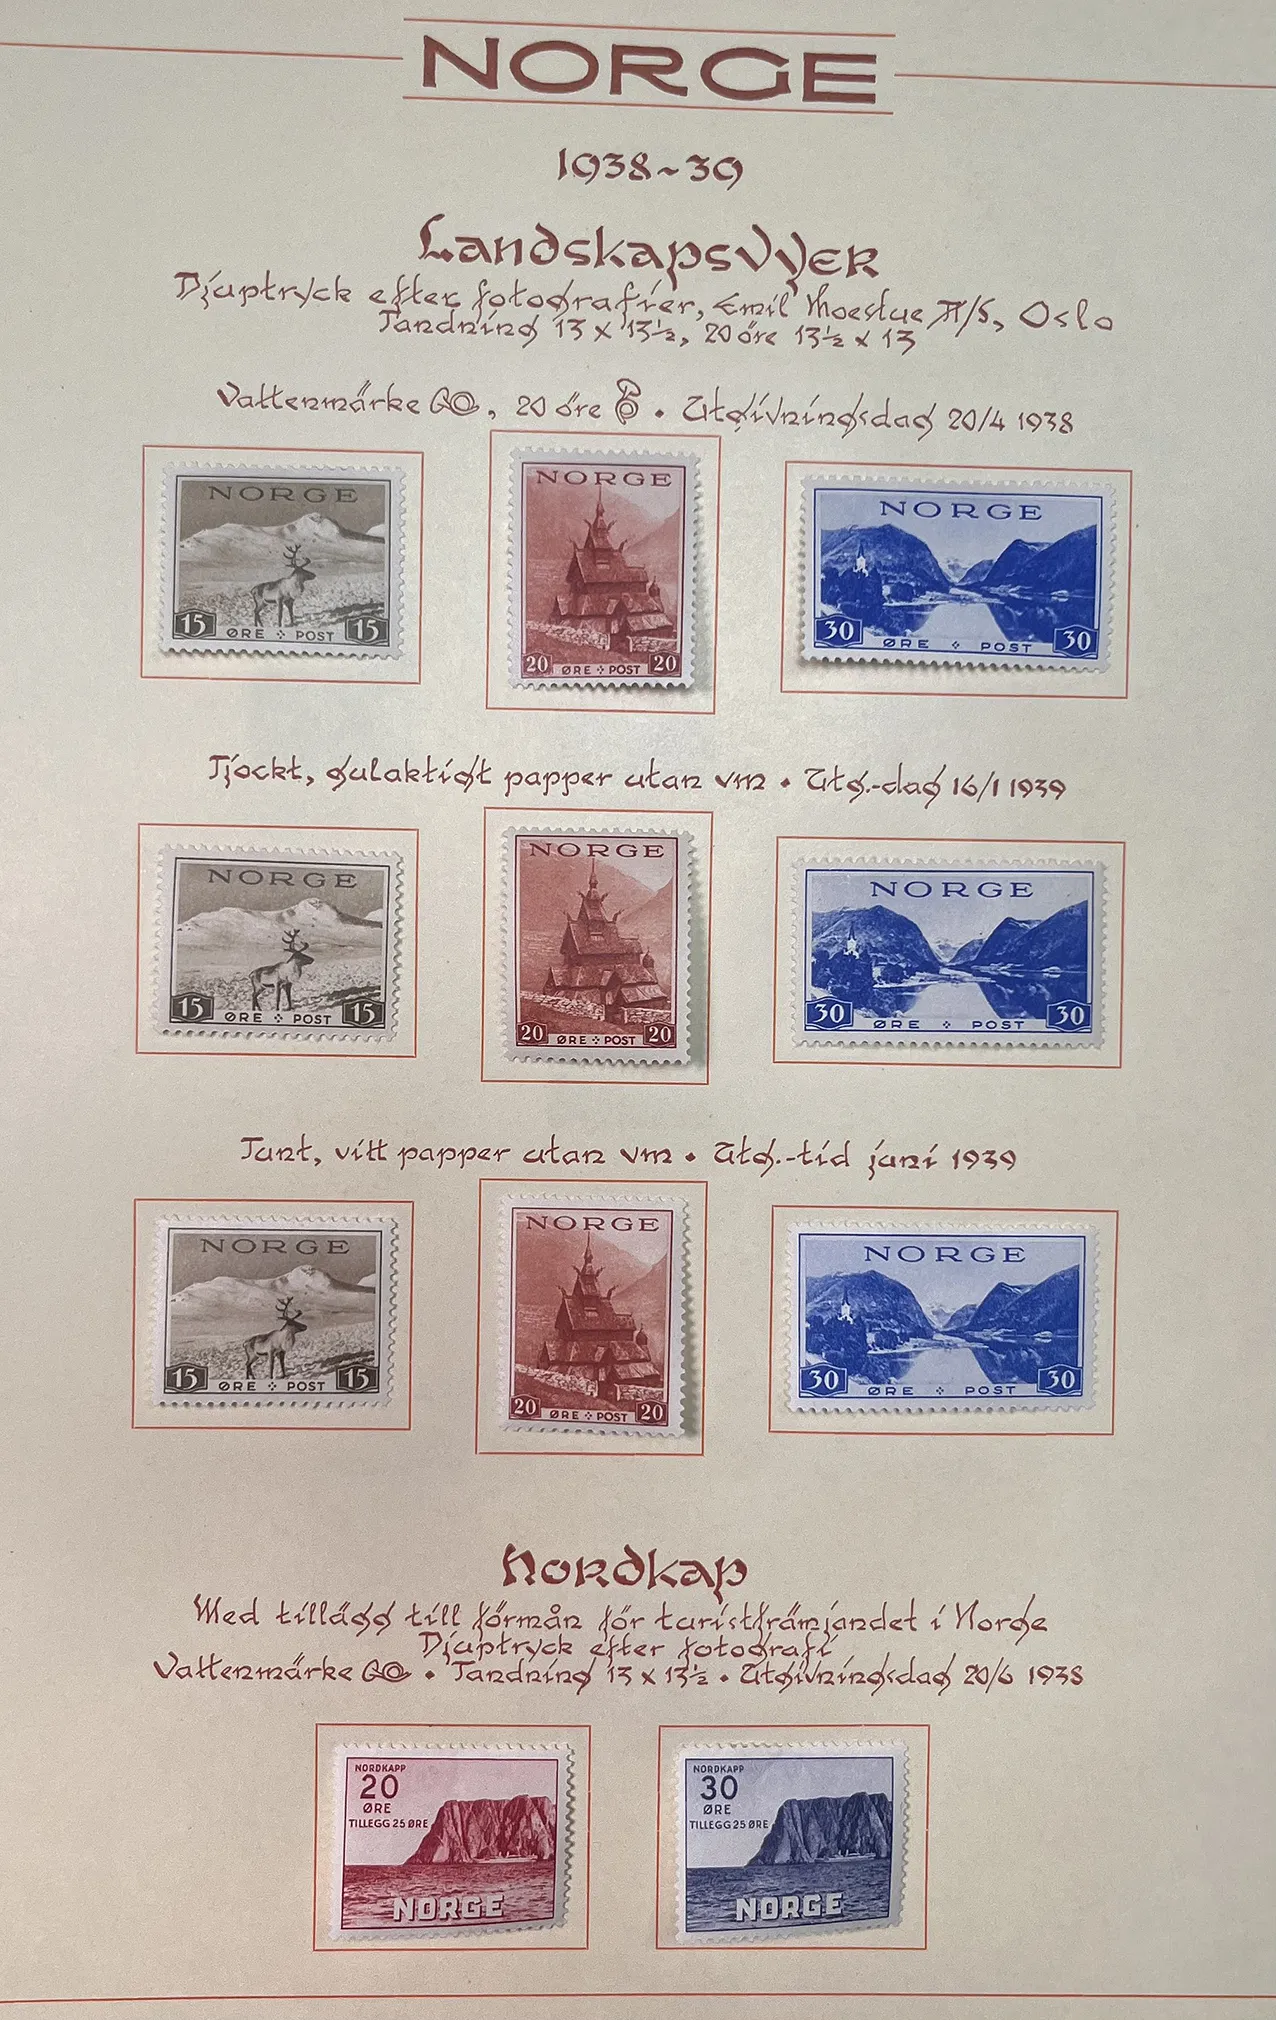 NORGE
1938~39
Landskapsvyer
Djuptryck efter fotografier, Emil Moestue A/S, Oslo
Tandning 13 x 13½, 20 öre 13½ x 13
Vattenmärke , 20 öre • Utgivningsdag 20/4 1938
NORGE
15 ØRE POST 15
NORGE
20 ØRE POST 20
NORGE
30 ØRE POST 30
Tjockt, gulaktigt papper utan vm • Utg.-dag 16/1 1939
NORGE
15 ØRE POST 15
NORGE
20 ØRE POST 20
NORGE
30 ØRE POST 30
Tunt, vitt papper utan vm • Utg.-tid juni 1939
NORGE
15 ØRE POST 15
NORGE
20 ØRE POST 20
NORGE
30 ØRE POST 30
Nordkap
Med tillägg till förmån för turistfrämjandet i Norge
Djuptryck efter fotografi
Vattenmärke • Tandning 13 x 13½ • Utgivningsdag 20/6 1938
NORDKAPP
20
ØRE
TILLEGG 25 ØRE
NORGE
NORDKAPP
30
ØRE
TILLEGG 25 ØRE
NORGE